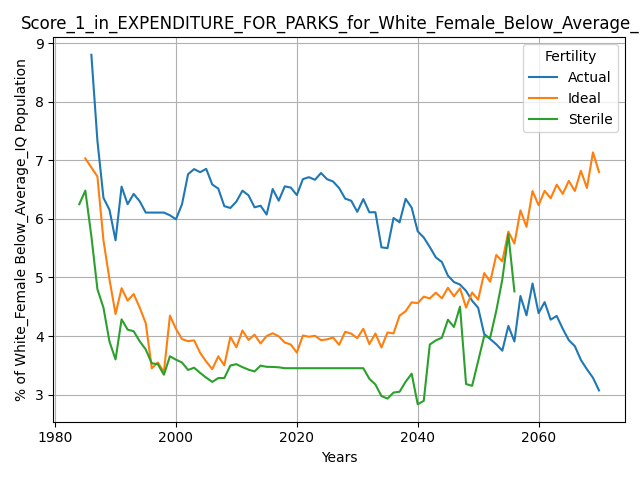 Score_1_in_EXPENDITURE_FOR_PARKS_for_White_Female_Below_Average_
% of White_Female Below_Average_IQ Population
9
8
7
6
5
4
3
Fertility
Actual
Ideal
Sterile
1980
2000
2020
2040
2060
Years